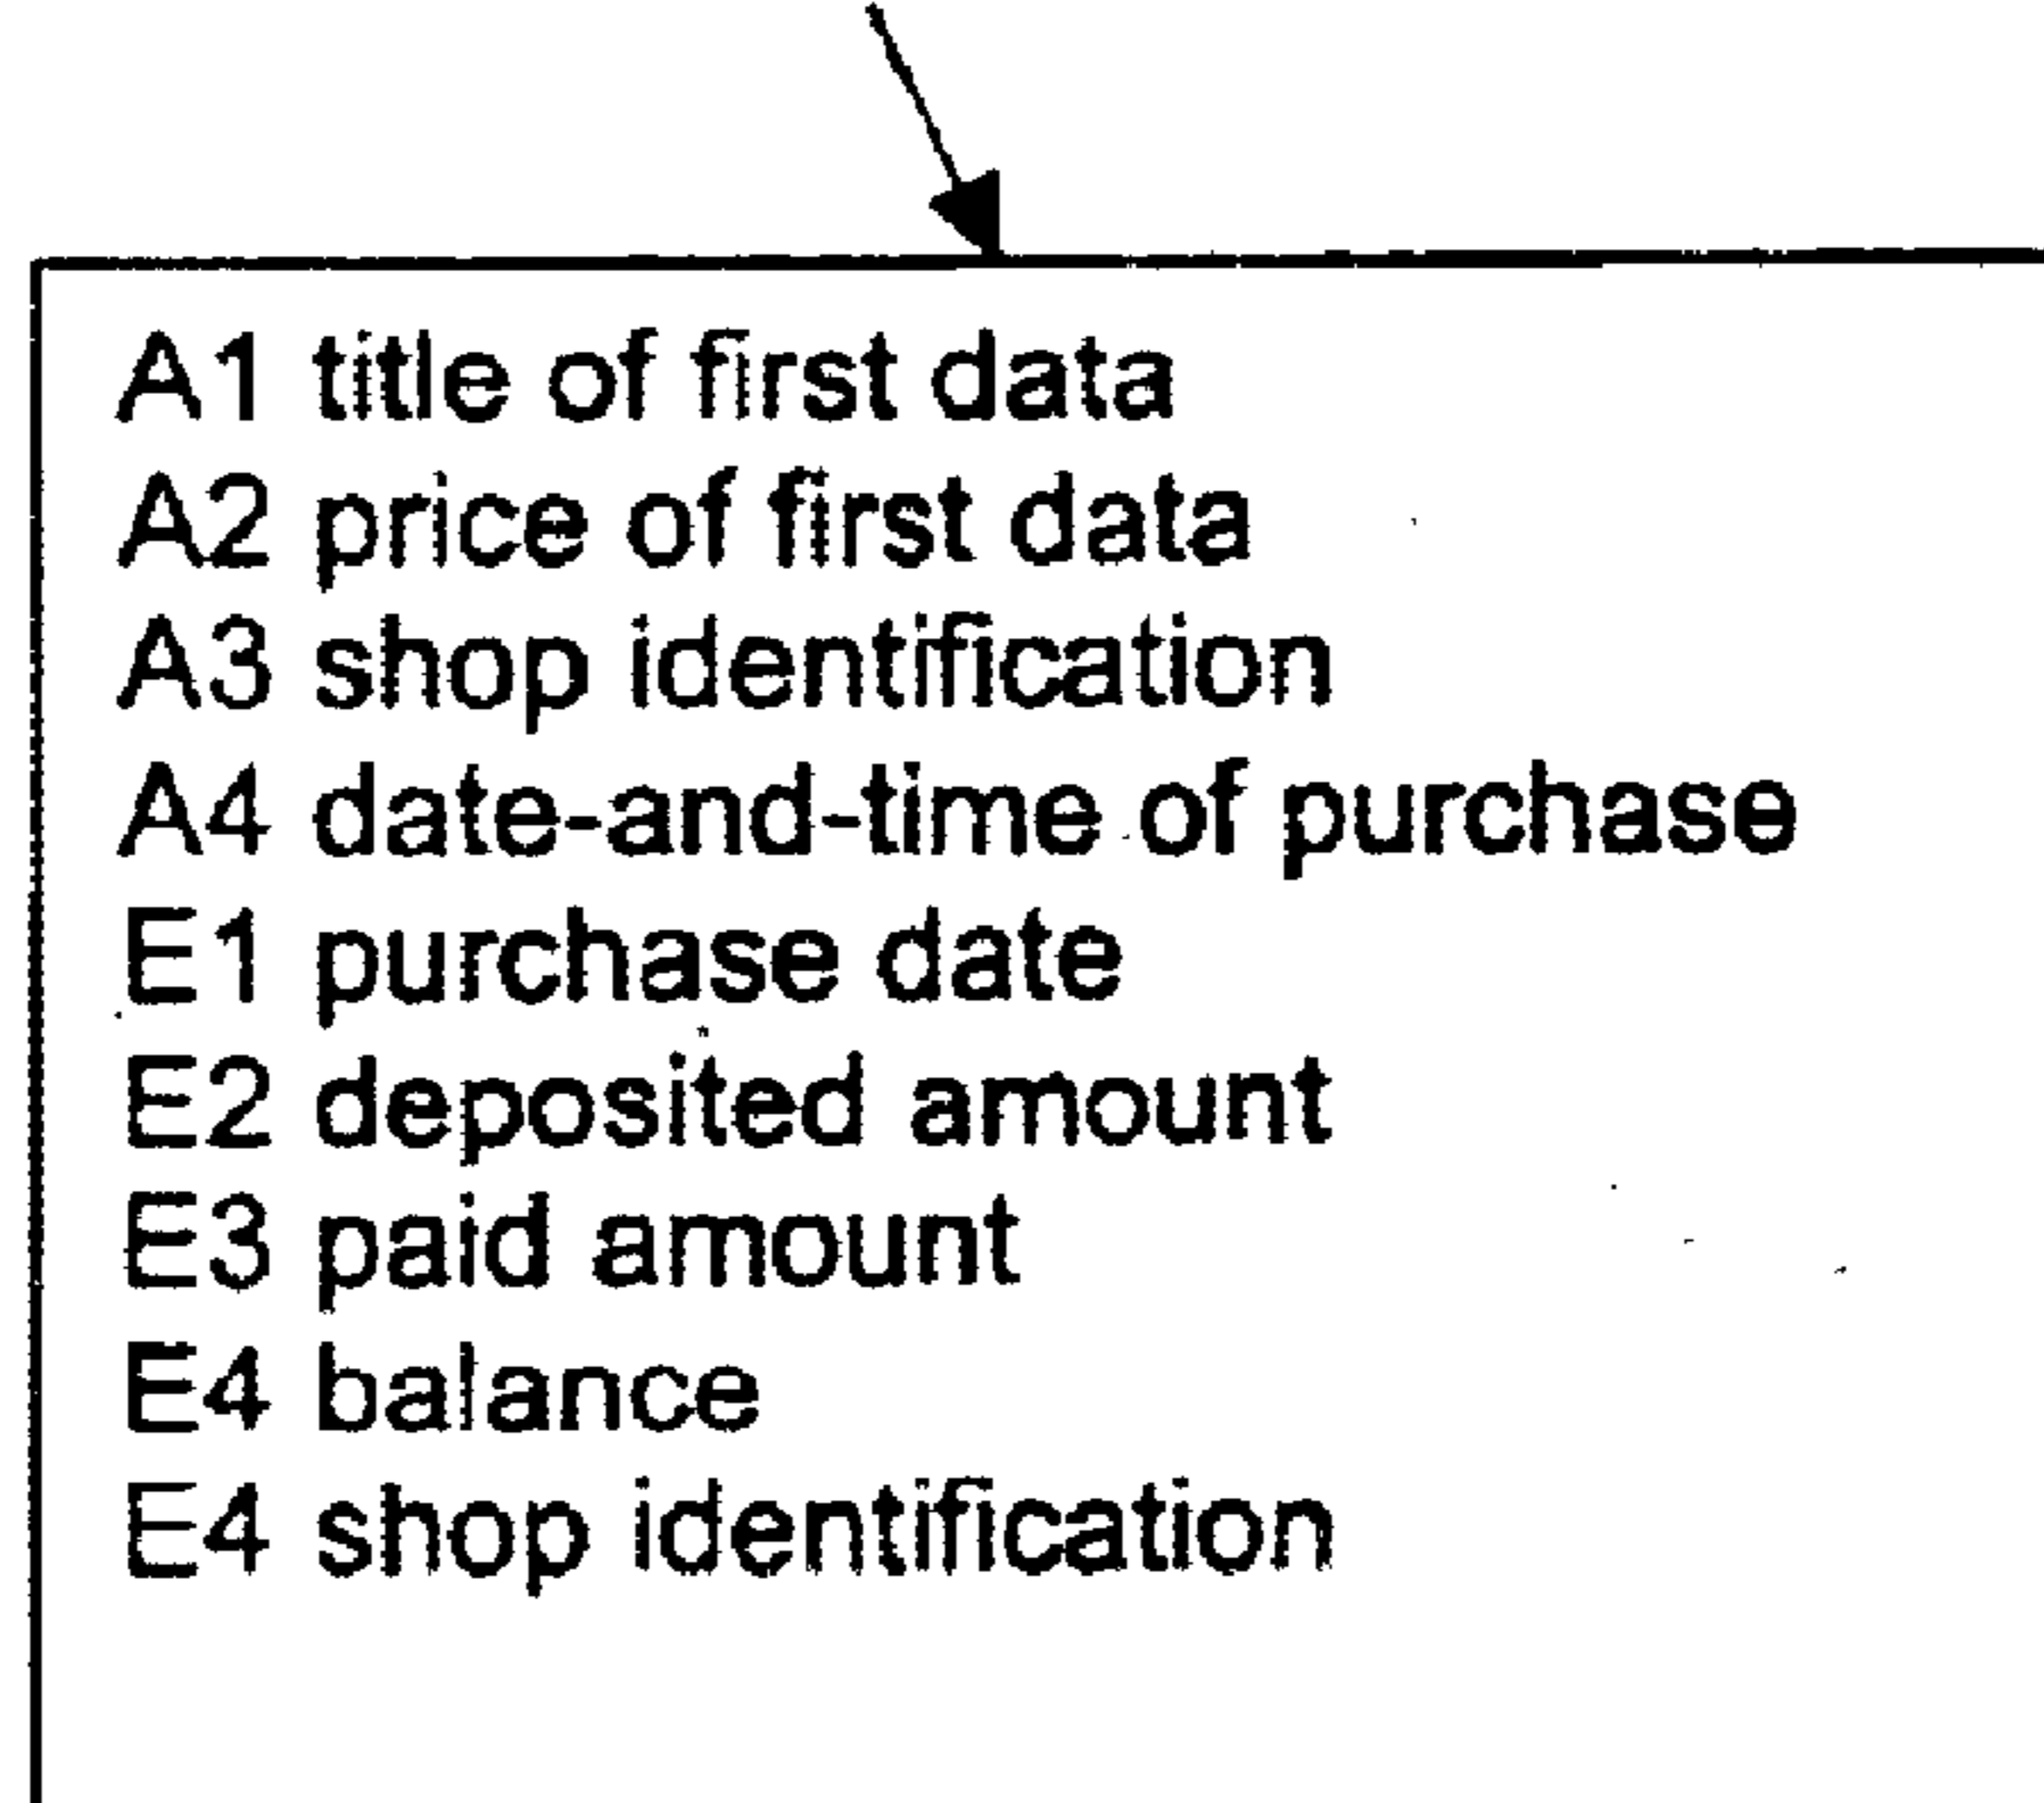 A1 title of first data
A2 price of first data
A3 shop identification
A4 date-and-time of purchase
E1 purchase date
E2 deposited amount
E3 paid amount
E4 balance
E4 shop identification